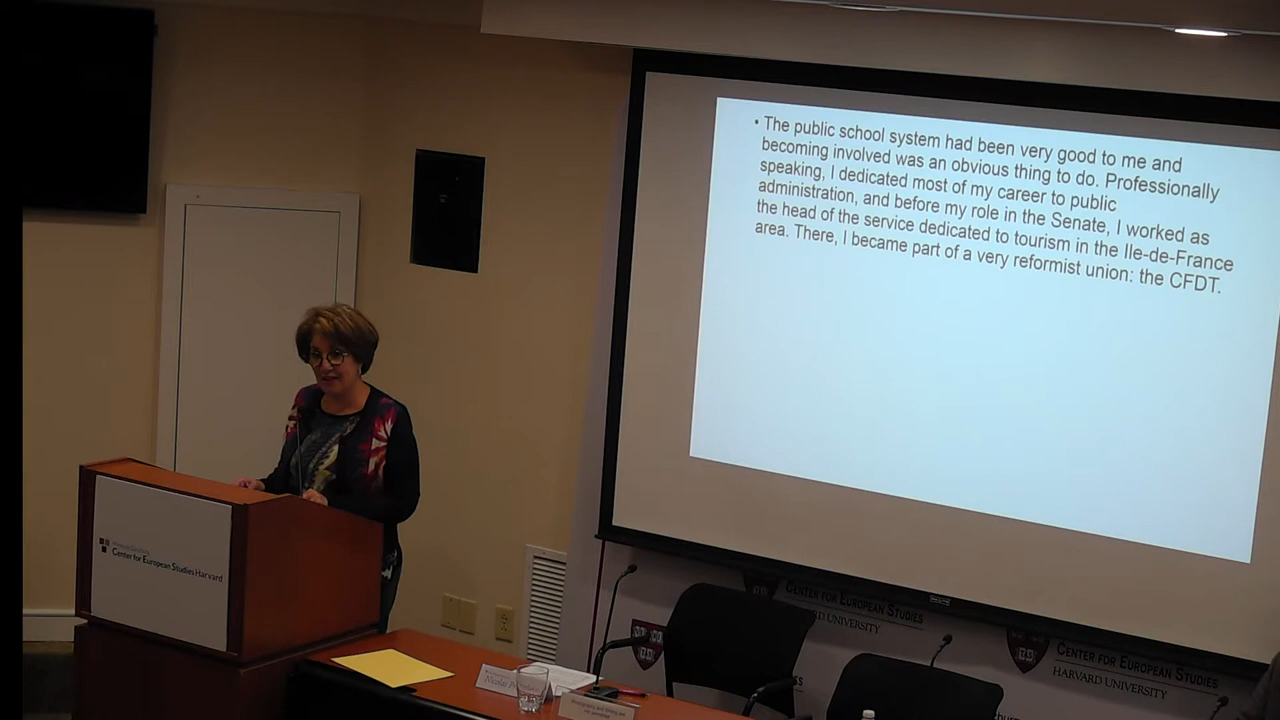 • The public school system had been very good to me and
becoming involved was an obvious thing to do. Professionally
speaking, I dedicated most of my career to public
administration, and before my role in the Senate, I worked as
the head of the service dedicated to tourism in the Ile-de-France
area. There, I became part of a very reformist union: the CFDT.
Center for European Studies Harvard
Center for European Studies
Harvard University
Center for European Studies
Harvard University
Nicolas